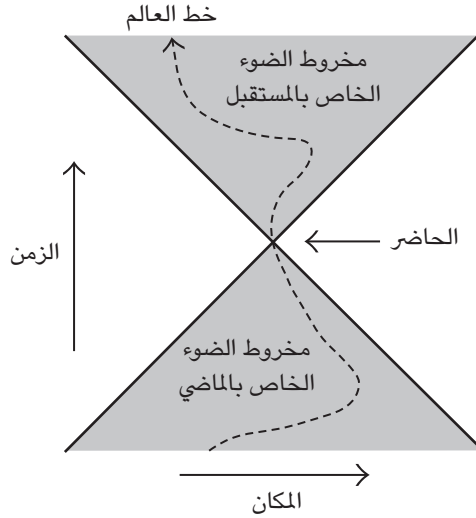 خط العالم
مخروط الضوء
الخاص بالمستقبل
الحاضر
الزمن
مخروط الضوء
الخاص بالماضي
المكان